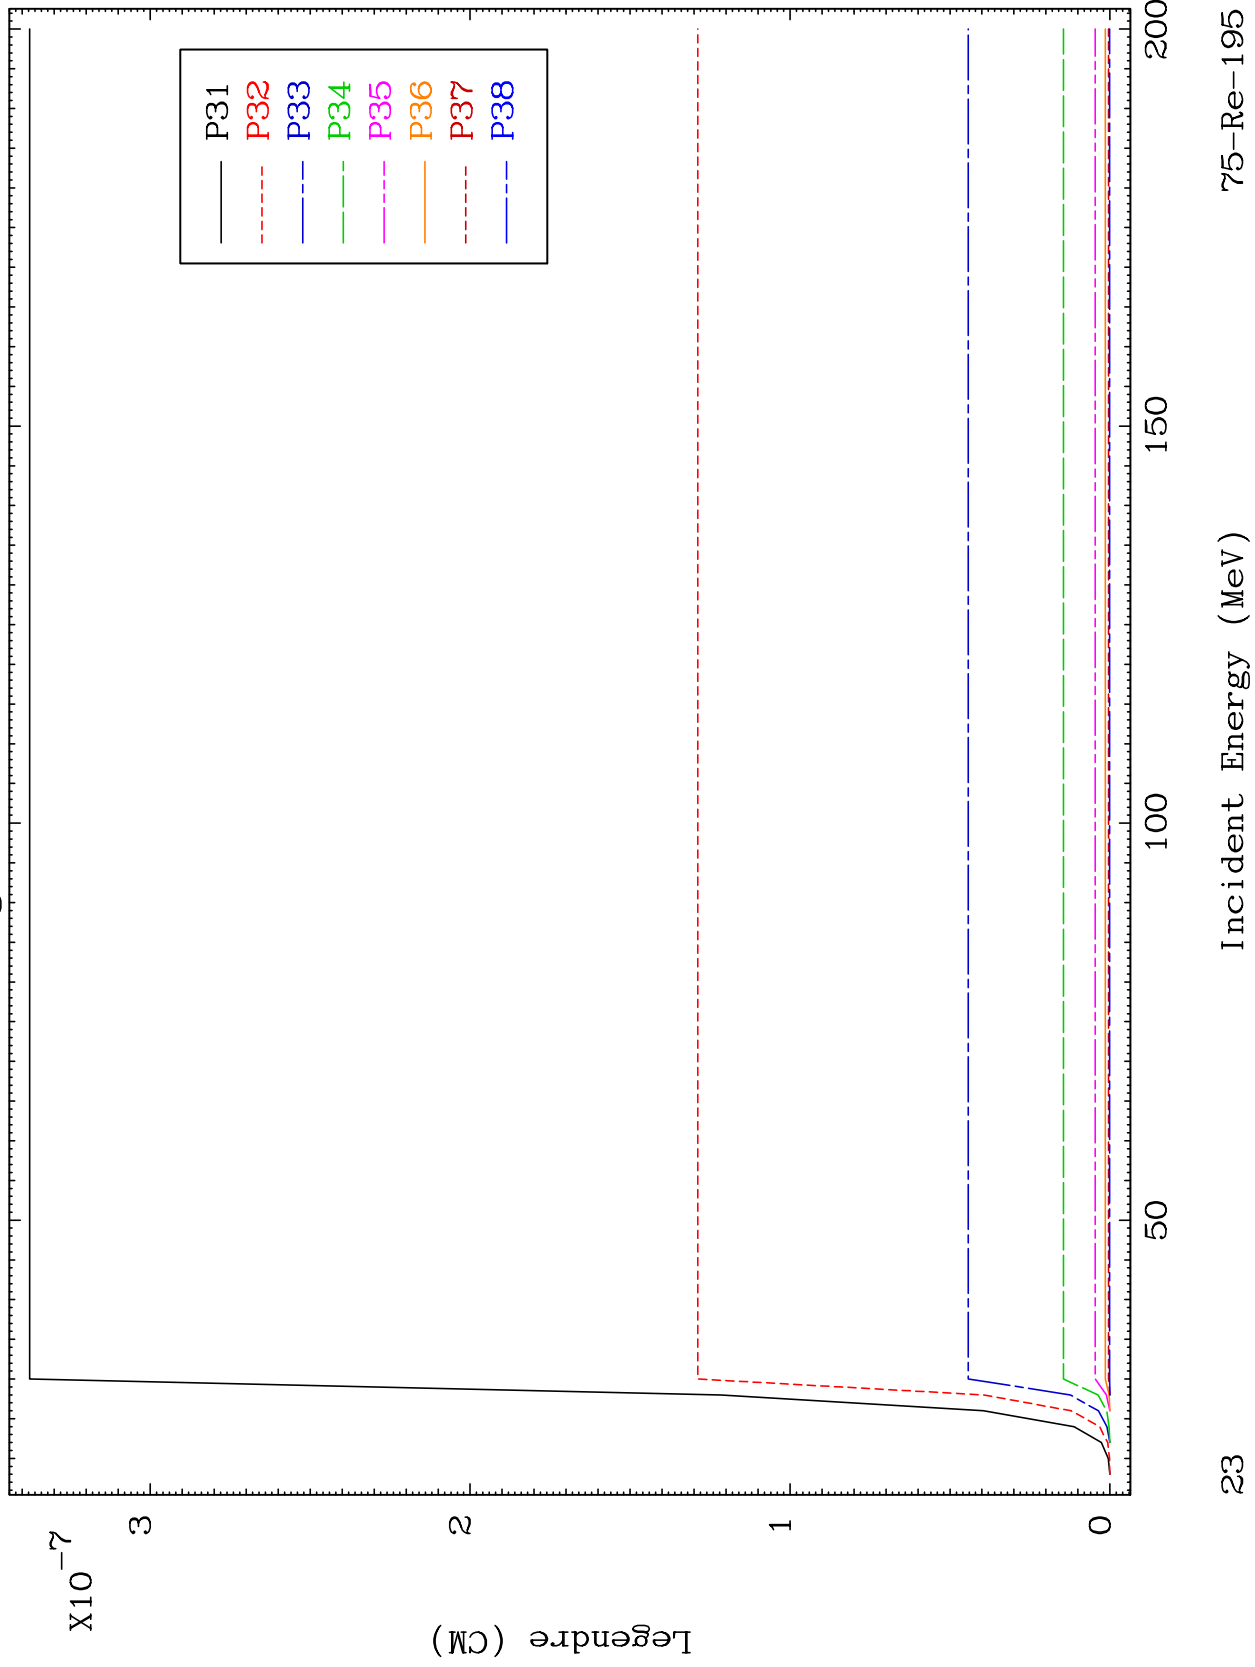 X10-7
3
2
1
0
Legendre (CM)
P31
P32
P33
P34
P35
P36
P37
P38
50
100
150
200
23
Incident Energy (MeV)
75-Re-195